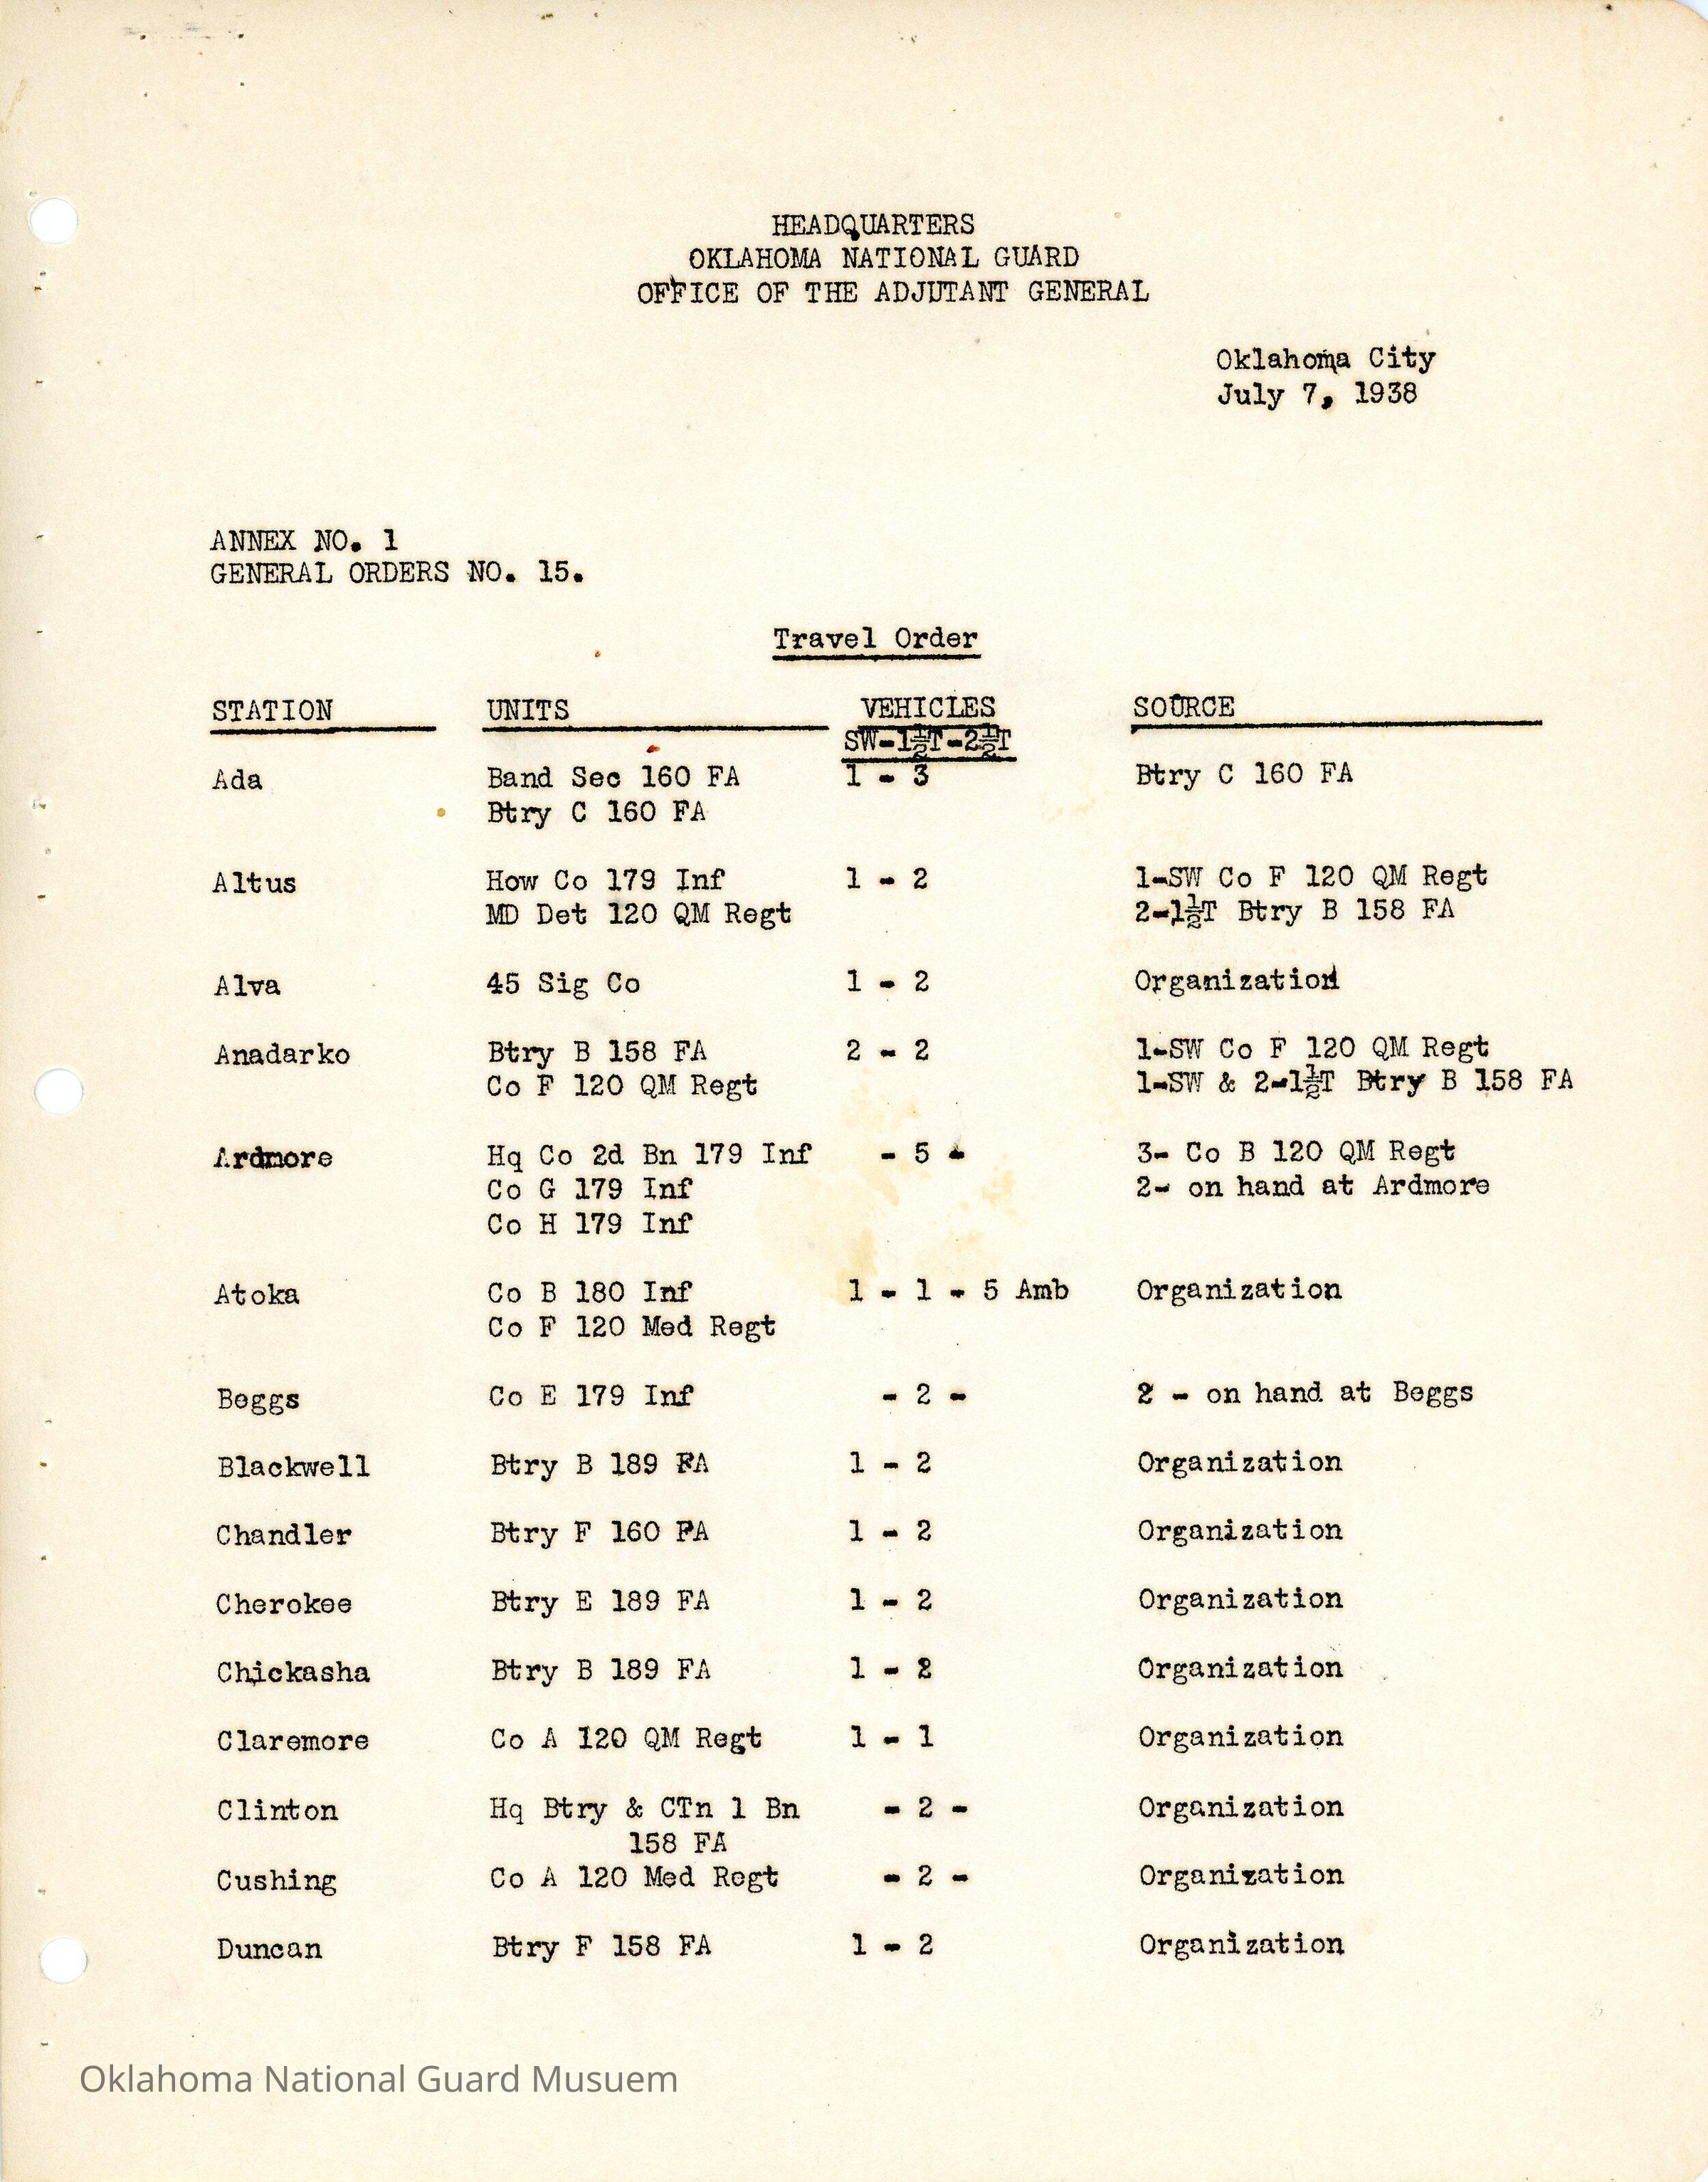 HEADQUARTERS
OKLAHOMA NATIONAL GUARD
OFFICE OF THE ADJUTANT GENERAL
Oklahoma City
July 7, 1938
ANNEX NO. 1
GENERAL ORDERS NO. 15.
Travel Order
STATION UNITS VEHICLES SOURCE
SW-1½T-2½T
Ada Band Sec 160 FA 1 - 3 Btry C 160 FA
Btry C 160 FA
Altus How Co 179 Inf 1 - 2 1-SW Co F 120 QM Regt
MD Det 120 QM Regt 2-1½T Btry B 158 FA
Alva 45 Sig Co 1 - 2 Organization
Anadarko Btry B 158 FA 2 - 2 1-SW Co F 120 QM Regt
Co F 120 QM Regt 1-SW & 2-1½T Btry B 158 FA
Ardmore Hq Co 2d Bn 179 Inf - 5 - 3- Co B 120 QM Regt
Co G 179 Inf 2- on hand at Ardmore
Co H 179 Inf
Atoka Co B 180 Inf 1 - 1 - 5 Amb Organization
Co F 120 Med Regt
Beggs Co E 179 Inf - 2 - 2 - on hand at Beggs
Blackwell Btry B 189 FA 1 - 2 Organization
Chandler Btry F 160 FA 1 - 2 Organization
Cherokee Btry E 189 FA 1 - 2 Organization
Chickasha Btry B 189 FA 1 - 2 Organization
Claremore Co A 120 QM Regt 1 - 1 Organization
Clinton Hq Btry & CTn 1 Bn - 2 - Organization
158 FA
Cushing Co A 120 Med Regt - 2 - Organization
Duncan Btry F 158 FA 1 - 2 Organization
Oklahoma National Guard Musuem